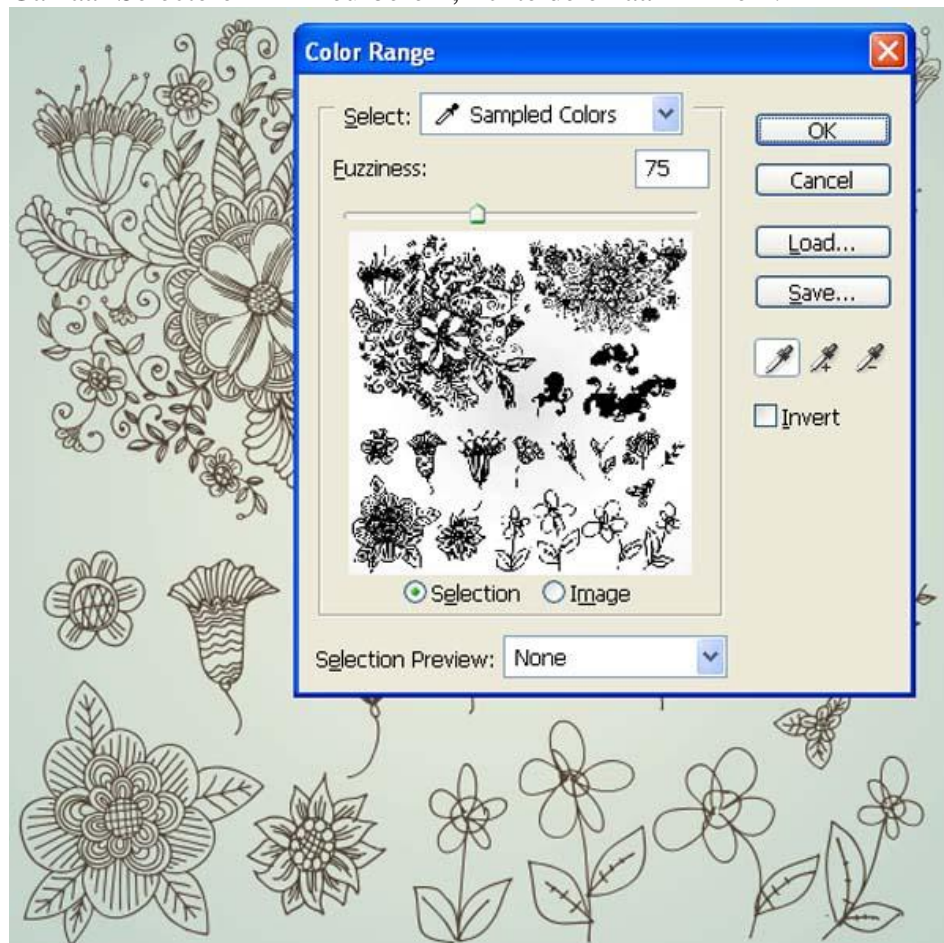 Color Range
Select: Sampled Colors
Fuzziness: 75
Selection Image
Selection Preview: None
OK
Cancel
Load...
Save...
Invert